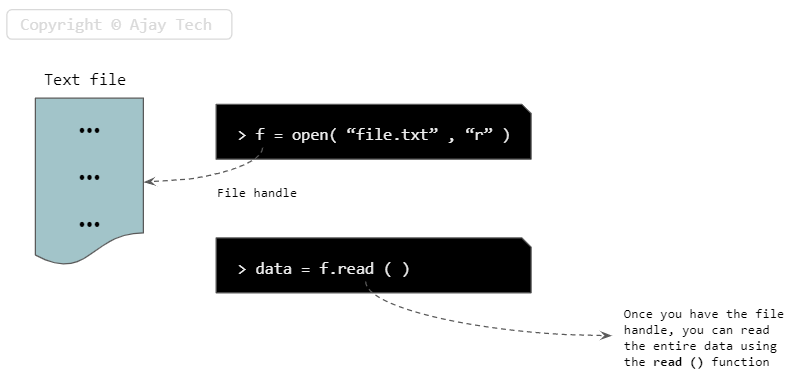 Copyright © Ajay Tech
Text file
...
...
...
> f = open( “file.txt” , “r” )
File handle
> data = f.read ( )
Once you have the file
handle, you can read
the entire data using
the read () function